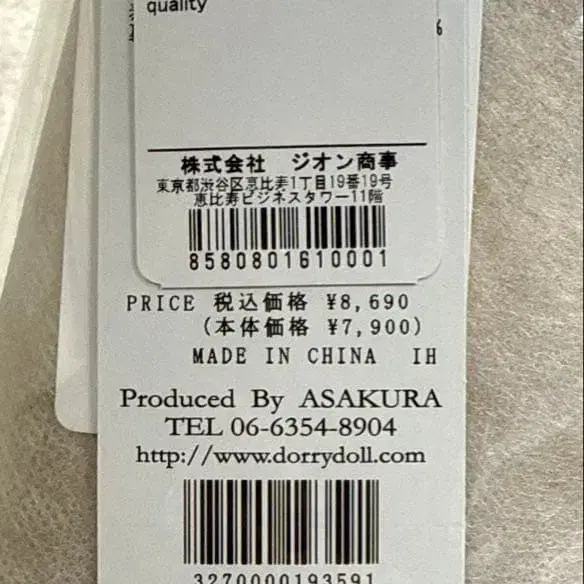 quality
株式会社　ジオン商事
東京都渋谷区恵比寿1丁目19番19号
恵比寿ビジネスタワー11階
8580801610001
PRICE 税込価格 ¥8,690
(本体価格 ¥7,900)
MADE IN CHINA IH
Produced By ASAKURA
TEL 06-6354-8904
http://www.dorrydoll.com
3270000193591